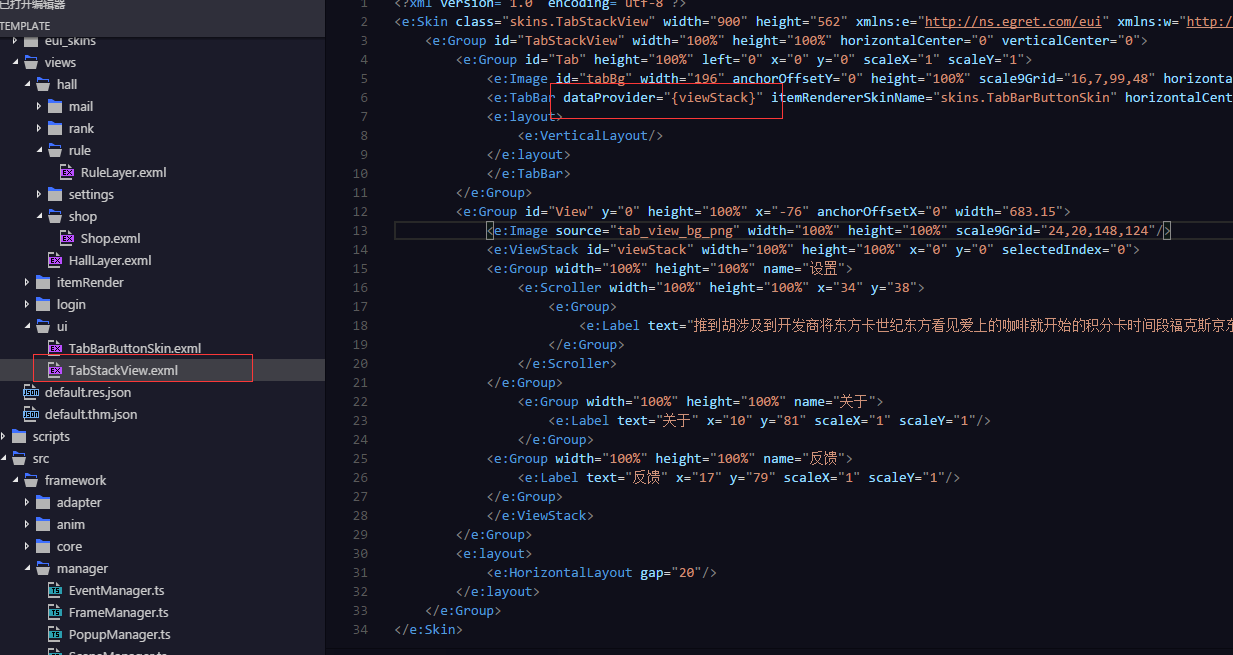 已打开编辑器
TEMPLATE
eui_skins
views
hall
mail
rank
rule
RuleLayer.exml
settings
shop
Shop.exml
HallLayer.exml
itemRender
login
ui
TabBarButtonSkin.exml
TabStackView.exml
default.res.json
default.thm.json
scripts
src
framework
adapter
anim
core
manager
EventManager.ts
FrameManager.ts
PopupManager.ts
1 <?xml version="1.0" encoding="utf-8"?>
2 <e:Skin class="skins.TabStackView" width="900" height="562" xmlns:e="http://ns.egret.com/eui" xmlns:w="http:/
3 <e:Group id="TabStackView" width="100%" height="100%" horizontalCenter="0" verticalCenter="0">
4 <e:Group id="Tab" height="100%" left="0" x="0" y="0" scaleX="1" scaleY="1">
5 <e:Image id="tabBg" width="196" anchorOffsetY="0" height="100%" scale9Grid="16,7,99,48" horizonta
6 <e:TabBar dataProvider="{viewStack}" itemRendererSkinName="skins.TabBarButtonSkin" horizontalCent
7 <e:layout>
8 <e:VerticalLayout/>
9 </e:layout>
10 </e:TabBar>
11 </e:Group>
12 <e:Group id="View" y="0" height="100%" x="-76" anchorOffsetX="0" width="683.15">
13 <e:Image source="tab_view_bg_png" width="100%" height="100%" scale9Grid="24,20,148,124"/>
14 <e:ViewStack id="viewStack" width="100%" height="100%" x="0" y="0" selectedIndex="0">
15 <e:Group width="100%" height="100%" name="设置">
16 <e:Scroller width="100%" height="100%" x="34" y="38">
17 <e:Group>
18 <e:Label text="推到胡涉及到开发商将东方卡世纪东方看见爱上的咖啡就开始的积分卡时间段福克斯京东
19 </e:Group>
20 </e:Scroller>
21 </e:Group>
22 <e:Group width="100%" height="100%" name="关于">
23 <e:Label text="关于" x="10" y="81" scaleX="1" scaleY="1"/>
24 </e:Group>
25 <e:Group width="100%" height="100%" name="反馈">
26 <e:Label text="反馈" x="17" y="79" scaleX="1" scaleY="1"/>
27 </e:Group>
28 </e:ViewStack>
29 </e:Group>
30 <e:layout>
31 <e:HorizontalLayout gap="20"/>
32 </e:layout>
33 </e:Group>
34 </e:Skin>